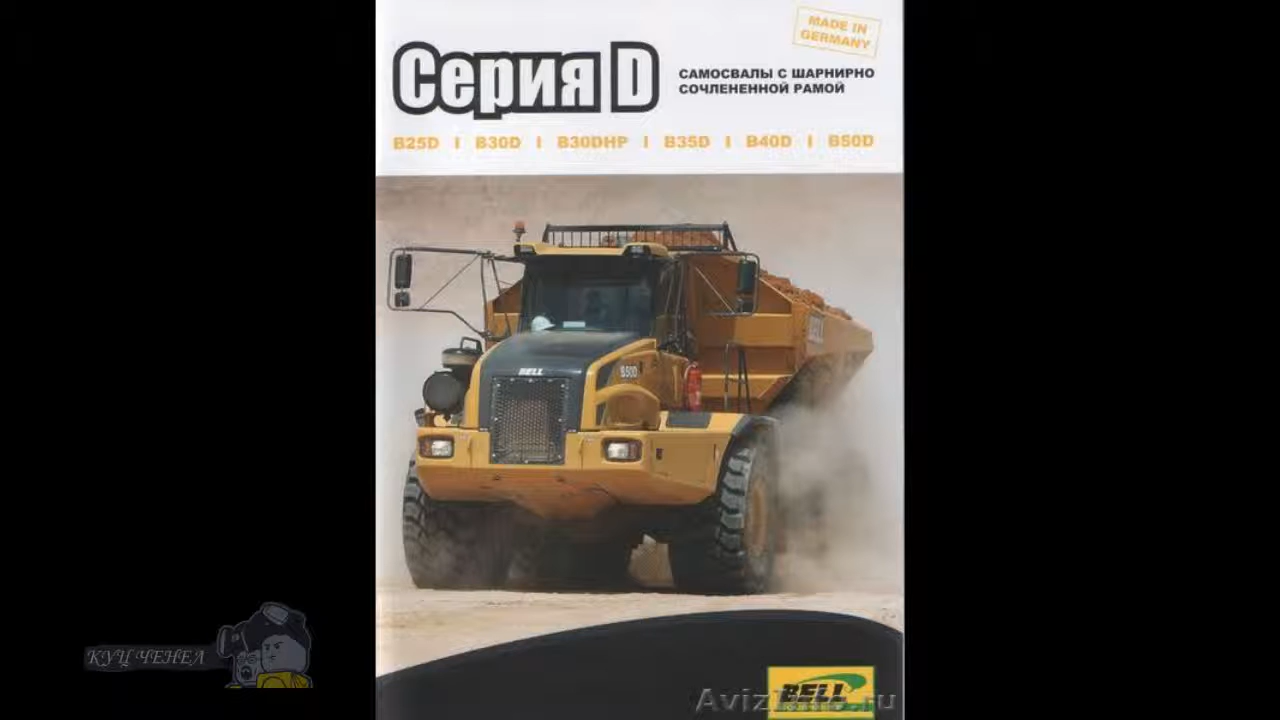 MADE IN
GERMANY
Серия D
САМОСВАЛЫ С ШАРНИРНО
СОЧЛЕНЕННОЙ РАМОЙ
B25D I B30D I B30DHP I B35D I B40D I B50D
BELL
BELL
B50D
КУЦ ЧЕНЕЛ
BELL